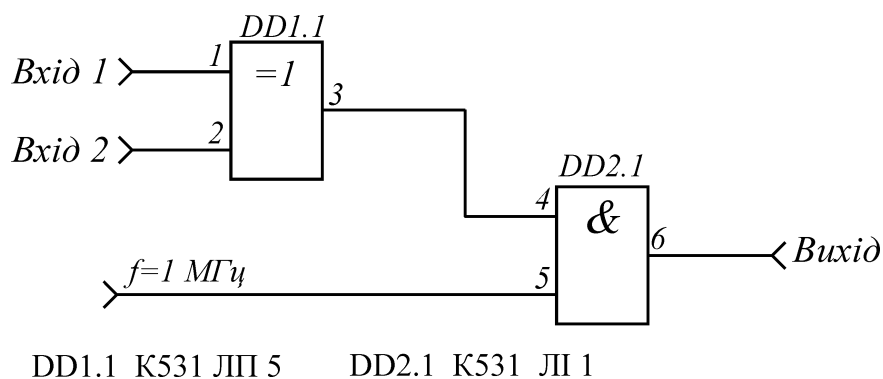 DD1.1
Вхід 1
1
=1
3
Вхід 2
2
DD2.1
4
&
6
Вихід
f=1 МГц
5
DD1.1 К531 ЛП 5
DD2.1 К531 ЛІ 1